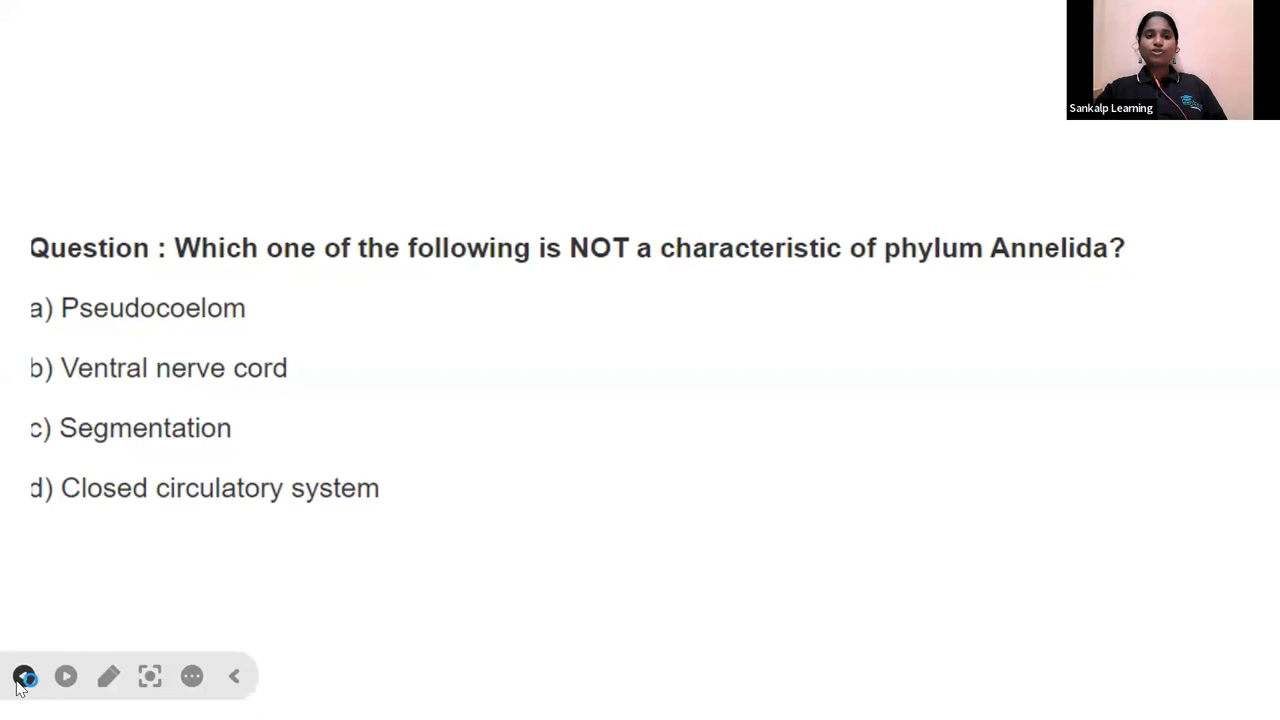 Sankalp Learning
Question : Which one of the following is NOT a characteristic of phylum Annelida?
a) Pseudocoelom
b) Ventral nerve cord
c) Segmentation
d) Closed circulatory system